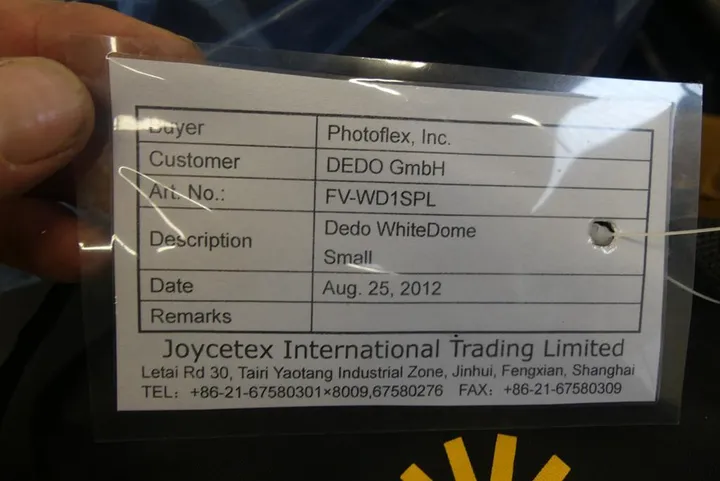 Buyer Photoflex, Inc.
Customer DEDO GmbH
Art. No.: FV-WD1SPL
Description Dedo WhiteDome
Small
Date Aug. 25, 2012
Remarks
Joycetex International Trading Limited
Letai Rd 30, Tairi Yaotang Industrial Zone, Jinhui, Fengxian, Shanghai
TEL: +86-21-67580301×8009,67580276 FAX: +86-21-67580309